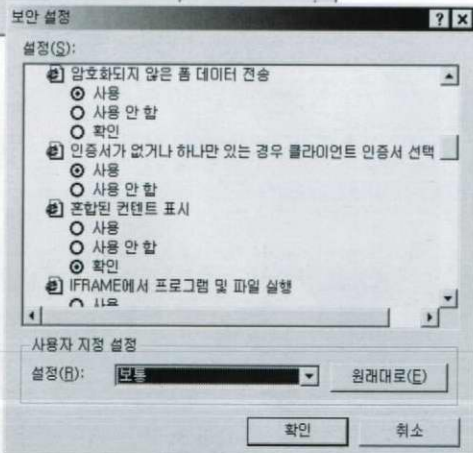 보안 설정
설정(S):
암호화되지 않은 폼 데이터 전송
사용
사용 안 함
확인
인증서가 없거나 하나만 있는 경우 클라이언트 인증서 선택
사용
사용 안 함
혼합된 컨텐트 표시
사용
사용 안 함
확인
IFRAME에서 프로그램 및 파일 실행
사용
사용자 지정 설정
설정(R): 보통 원래대로(E)
확인 취소